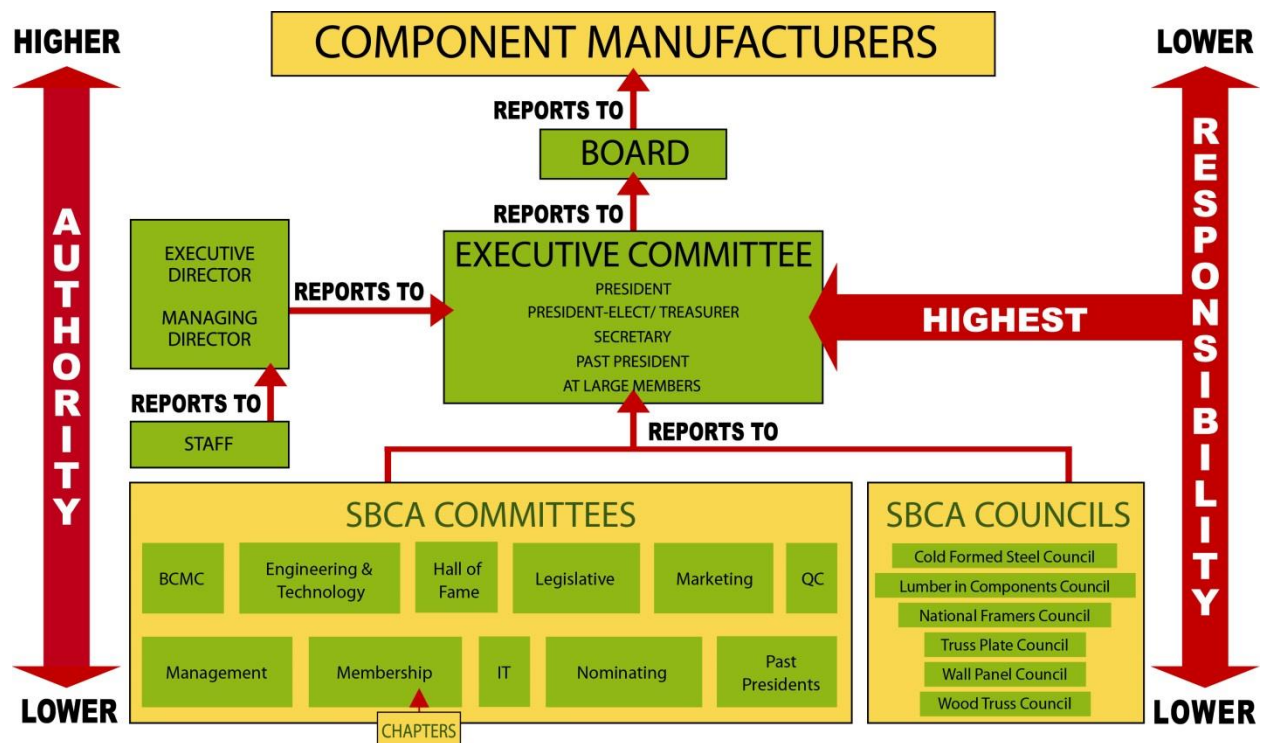 HIGHER
COMPONENT MANUFACTURERS
LOWER
REPORTS TO
BOARD
REPORTS TO
EXECUTIVE
DIRECTOR
MANAGING
DIRECTOR
REPORTS TO
EXECUTIVE COMMITTEE
PRESIDENT
PRESIDENT-ELECT/ TREASURER
SECRETARY
PAST PRESIDENT
AT LARGE MEMBERS
HIGHEST
AUTHORITY
RESPONSIBILITY
REPORTS TO
STAFF
REPORTS TO
SBCA COMMITTEES
BCMC
Engineering &
Technology
Hall of
Fame
Legislative
Marketing
QC
Management
Membership
IT
Nominating
Past
Presidents
CHAPTERS
SBCA COUNCILS
Cold Formed Steel Council
Lumber in Components Council
National Framers Council
Truss Plate Council
Wall Panel Council
Wood Truss Council
LOWER
LOWER